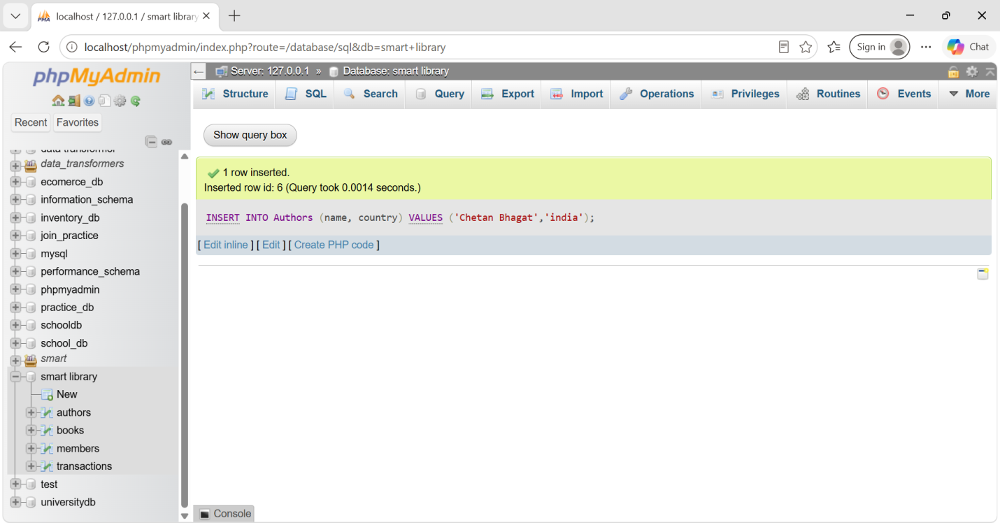 localhost / 127.0.0.1 / smart library
localhost/phpmyadmin/index.php?route=/database/sql&db=smart+library
Sign in
Chat
phpMyAdmin
Server: 127.0.0.1 » Database: smart library
Structure SQL Search Query Export Import Operations Privileges Routines Events More
Recent Favorites
Show query box
data_transformers
ecomerce_db
information_schema
inventory_db
join_practice
mysql
performance_schema
phpmyadmin
practice_db
schooldb
school_db
smart
smart library
New
authors
books
members
transactions
test
universitydb
1 row inserted.
Inserted row id: 6 (Query took 0.0014 seconds.)
INSERT INTO Authors (name, country) VALUES ('Chetan Bhagat','india');
[ Edit inline ] [ Edit ] [ Create PHP code ]
Console